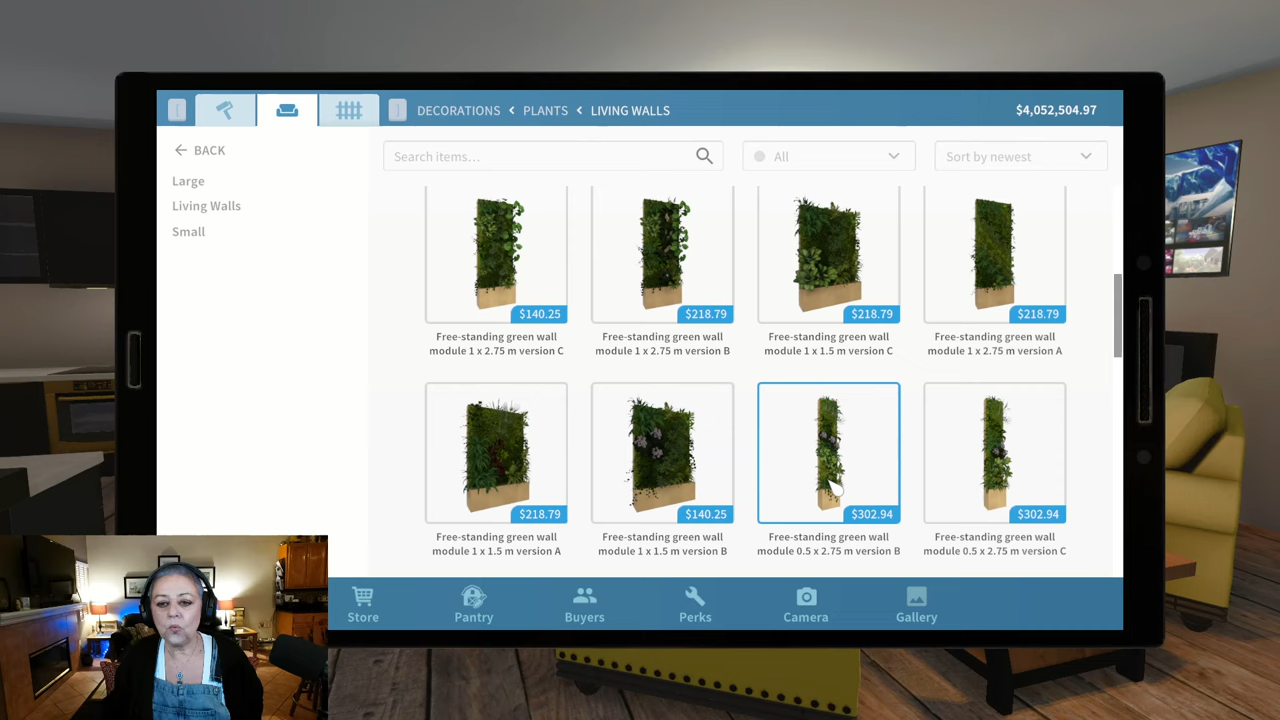 DECORATIONS < PLANTS < LIVING WALLS
$4,052,504.97
BACK
Large
Living Walls
Small
Search items...
All
Sort by newest
$140.25
$218.79
$218.79
$218.79
Free-standing green wall
module 1 x 2.75 m version C
Free-standing green wall
module 1 x 2.75 m version B
Free-standing green wall
module 1 x 1.5 m version C
Free-standing green wall
module 1 x 2.75 m version A
$218.79
$140.25
$302.94
$302.94
Free-standing green wall
module 1 x 1.5 m version A
Free-standing green wall
module 1 x 1.5 m version B
Free-standing green wall
module 0.5 x 2.75 m version B
Free-standing green wall
module 0.5 x 2.75 m version C
Store
Pantry
Buyers
Perks
Camera
Gallery